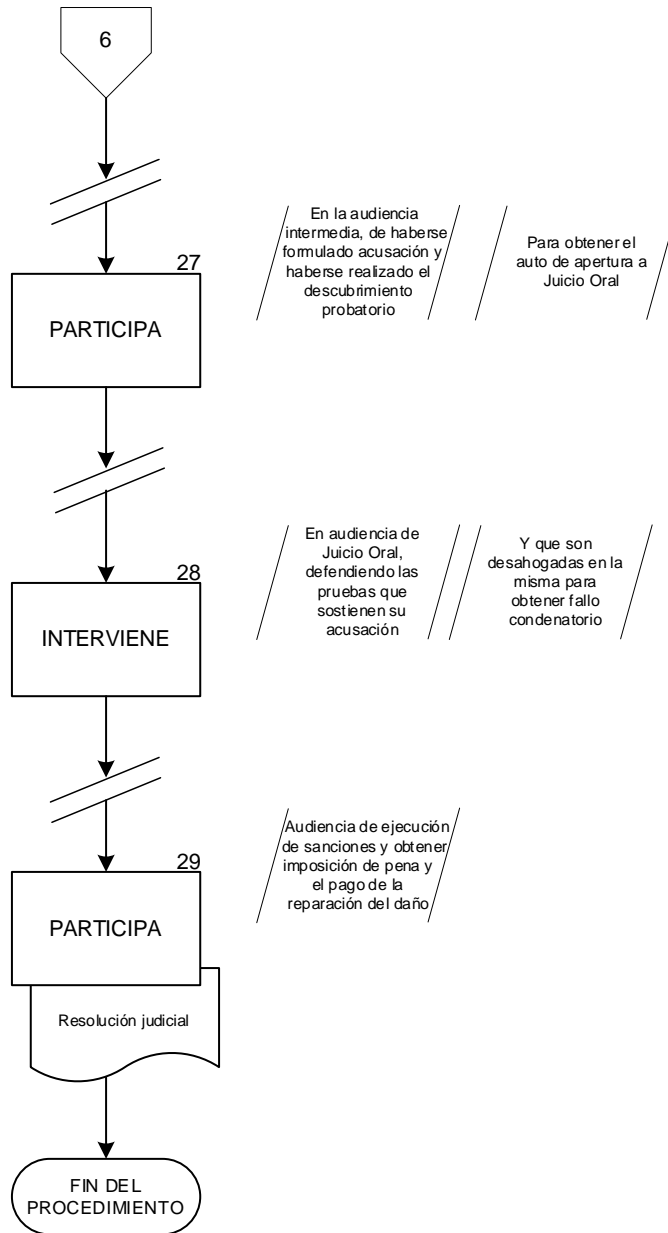 6
27
PARTICIPA
En la audiencia
intermedia, de haberse
formulado acusación y
haberse realizado el
descubrimiento
probatorio
Para obtener el
auto de apertura a
Juicio Oral
28
INTERVIENE
En audiencia de
Juicio Oral,
defendiendo las
pruebas que
sostienen su
acusación
Y que son
desahogadas en la
misma para
obtener fallo
condenatorio
29
PARTICIPA
Audiencia de ejecución
de sanciones y obtener
imposición de pena y
el pago de la
reparación del daño
Resolución judicial
FIN DEL
PROCEDIMIENTO